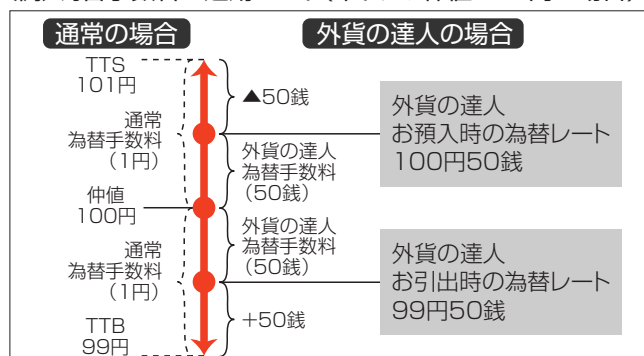 通常の場合
外貨の達人の場合
TTS
101円
▲50銭
通常
為替手数料
(1円)
外貨の達人
お預入時の為替レート
100円50銭
外貨の達人
為替手数料
(50銭)
仲値
100円
外貨の達人
為替手数料
(50銭)
通常
為替手数料
(1円)
外貨の達人
お引出時の為替レート
99円50銭
+50銭
TTB
99円